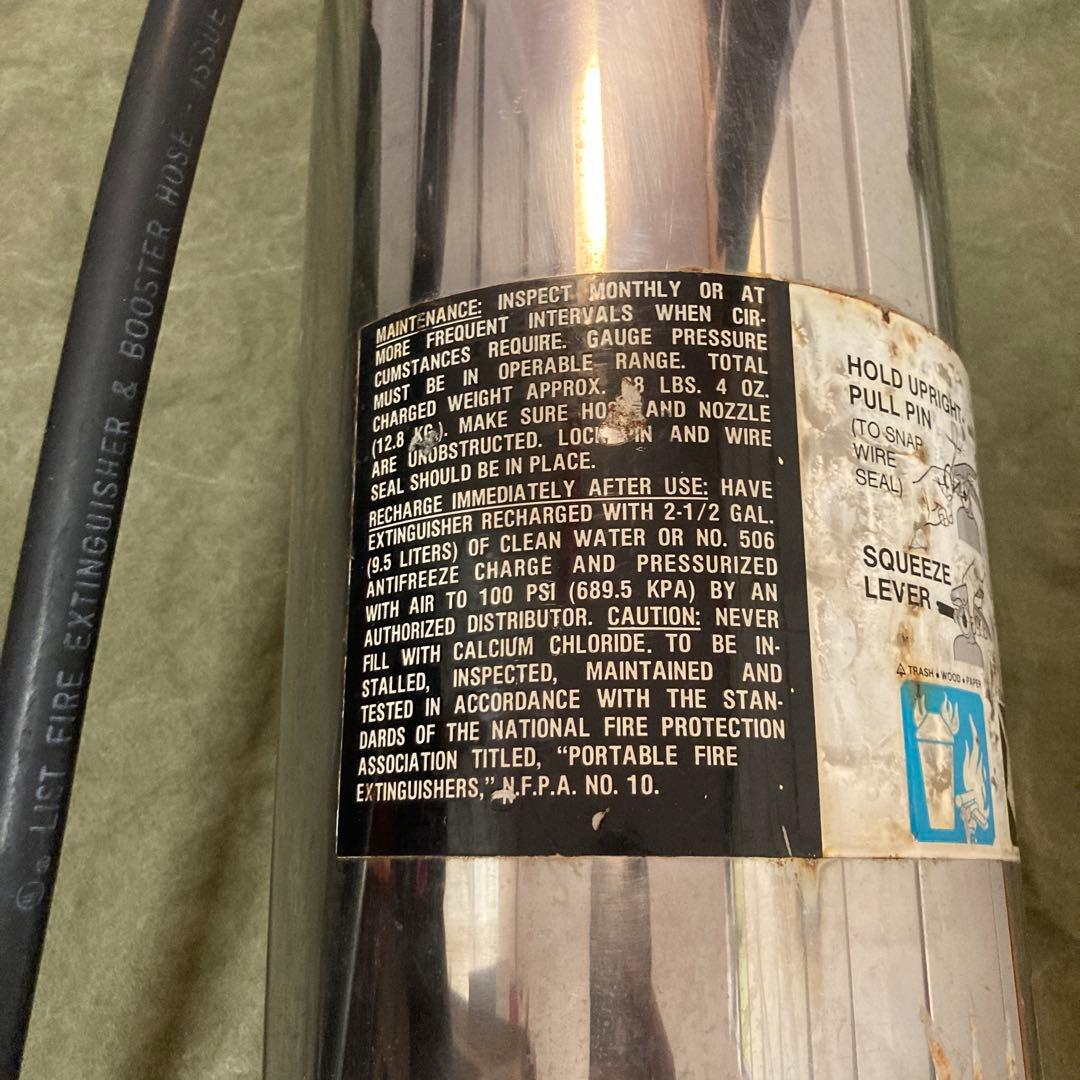 LIST FIRE EXTINGUISHER & BOOSTER HOSE - ISSUE
MAINTENANCE: INSPECT MONTHLY OR AT
MORE FREQUENT INTERVALS WHEN CIR-
CUMSTANCES REQUIRE. GAUGE PRESSURE
MUST BE IN OPERABLE RANGE. TOTAL
CHARGED WEIGHT APPROX. LBS. 4 OZ.
(12.8 KG.). MAKE SURE HOSE AND NOZZLE
ARE UNOBSTRUCTED. LOCK PIN AND WIRE
SEAL SHOULD BE IN PLACE.
RECHARGE IMMEDIATELY AFTER USE: HAVE
EXTINGUISHER RECHARGED WITH 2-1/2 GAL.
(9.5 LITERS) OF CLEAN WATER OR NO. 506
ANTIFREEZE CHARGE AND PRESSURIZED
WITH AIR TO 100 PSI (689.5 KPA) BY AN
AUTHORIZED DISTRIBUTOR. CAUTION: NEVER
FILL WITH CALCIUM CHLORIDE. TO BE IN-
STALLED, INSPECTED, MAINTAINED AND
TESTED IN ACCORDANCE WITH THE STAN-
DARDS OF THE NATIONAL FIRE PROTECTION
ASSOCIATION TITLED, “PORTABLE FIRE
EXTINGUISHERS,” N.F.P.A. NO. 10.
HOLD UPRIGHT
PULL PIN
(TO SNAP
WIRE
SEAL)
SQUEEZE
LEVER
TRASH • WOOD • PAPER